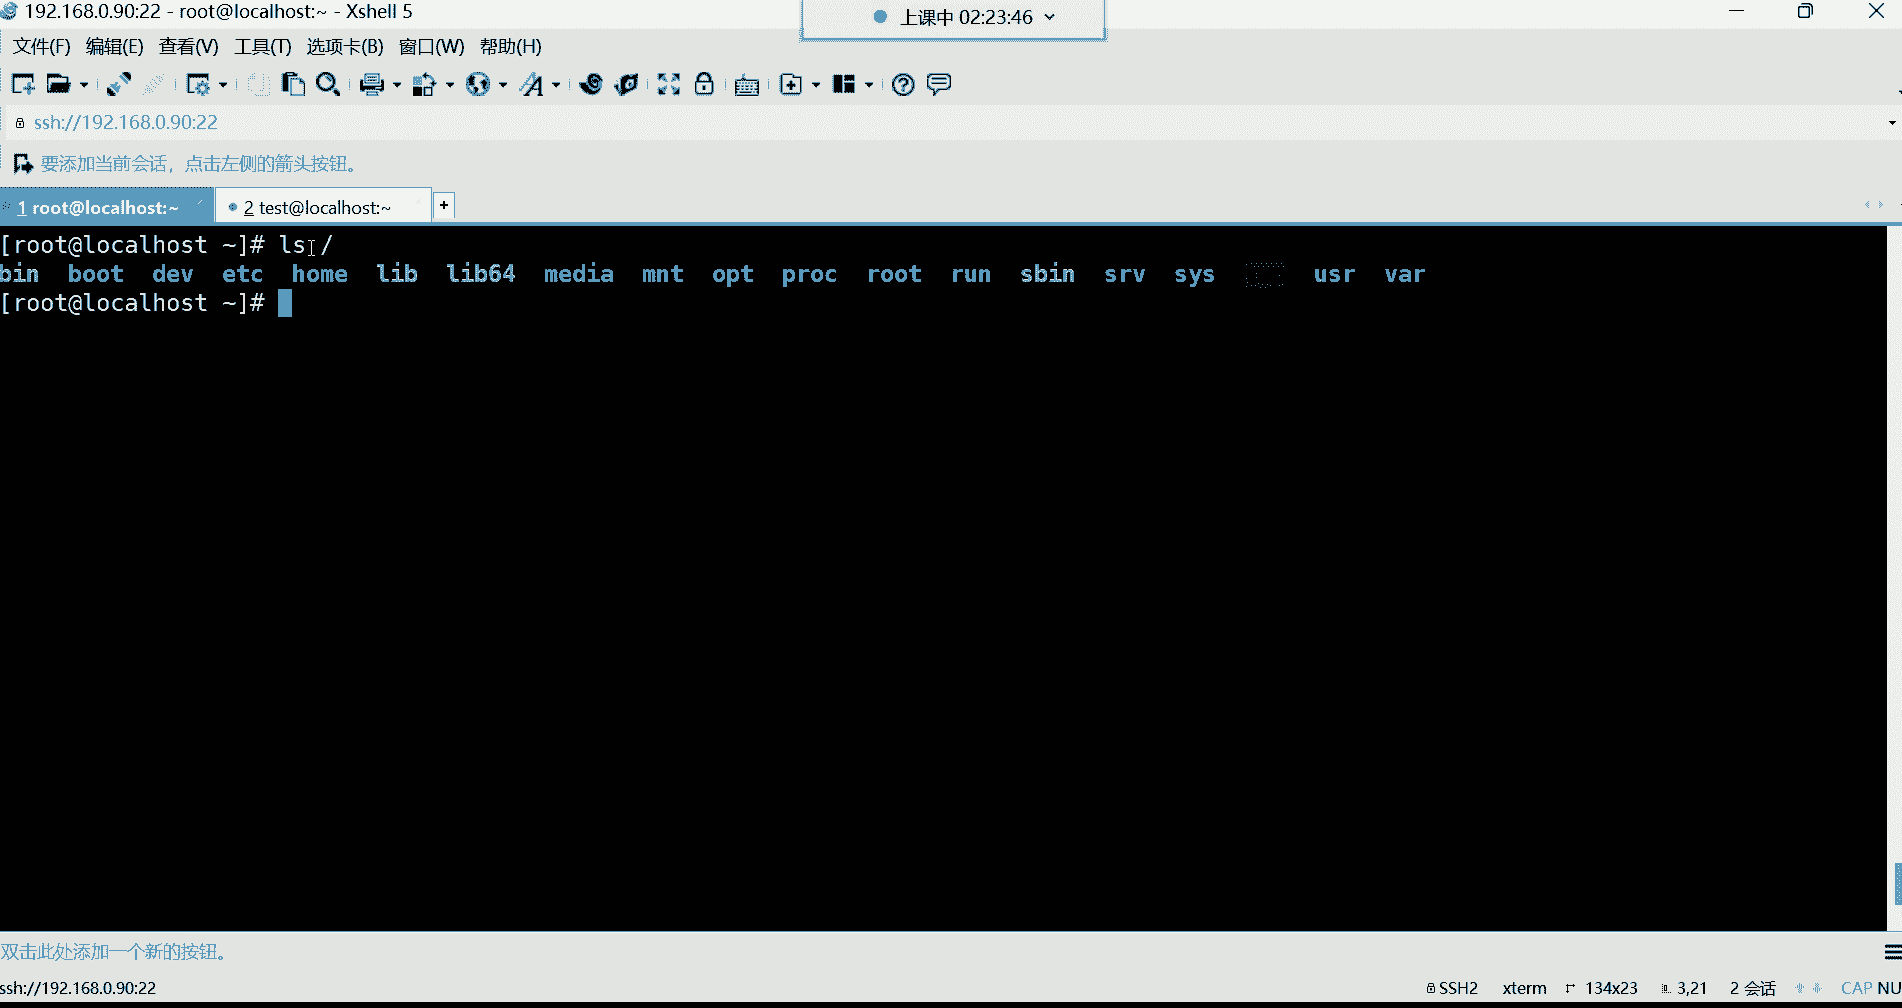 192.168.0.90:22 - root@localhost:~ - Xshell 5
上课中 02:23:46
文件(F) 编辑(E) 查看(V) 工具(T) 选项卡(B) 窗口(W) 帮助(H)
ssh://192.168.0.90:22
要添加当前会话，点击左侧的箭头按钮。
1 root@localhost:~ 2 test@localhost:~ +
[root@localhost ~]# ls /
bin boot dev etc home lib lib64 media mnt opt proc root run sbin srv sys usr var
[root@localhost ~]#
双击此处添加一个新的按钮。
ssh://192.168.0.90:22 SSH2 xterm 134x23 3,21 2 会话 CAP NU